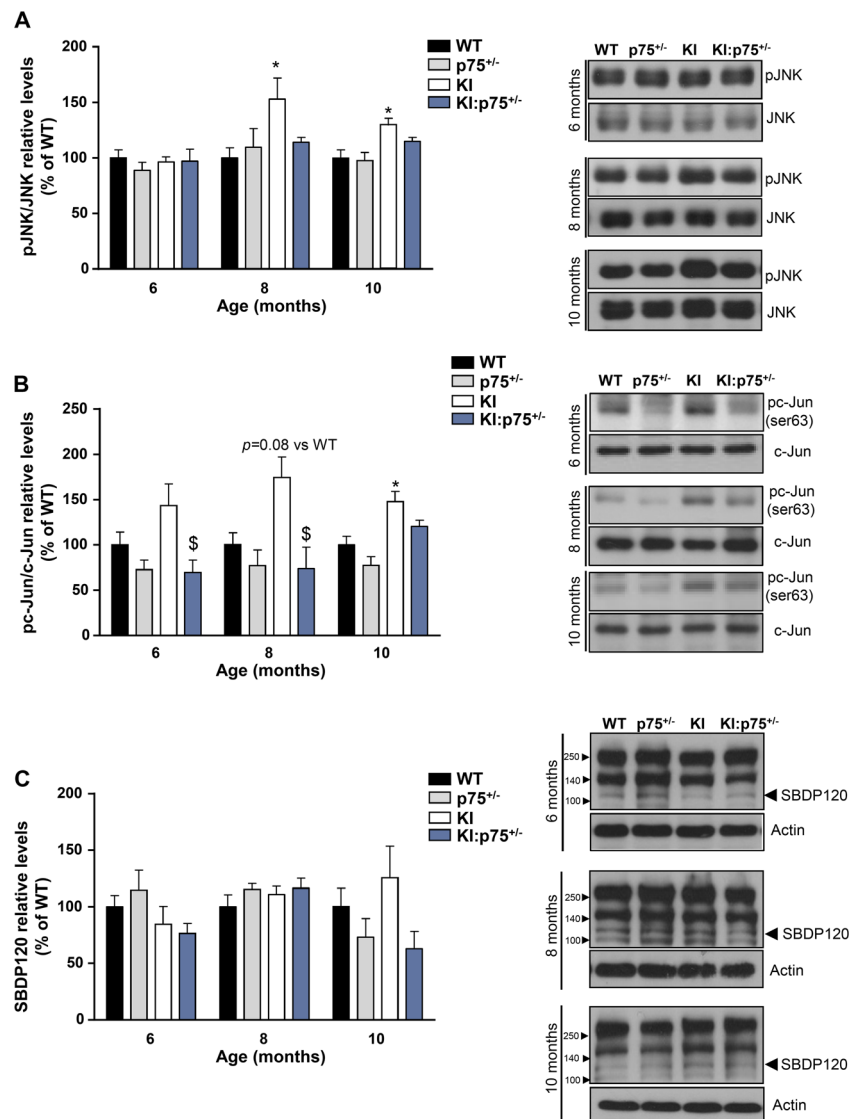 A
pJNK/JNK relative levels
(% of WT)
200
150
100
50
0
6
8
10
Age (months)
*
*
WT
p75+/-
KI
KI:p75+/-
WT p75+/- KI KI:p75+/-
6 months
pJNK
JNK
8 months
pJNK
JNK
10 months
pJNK
JNK
B
pc-Jun/c-Jun relative levels
(% of WT)
250
200
150
100
50
0
6
8
10
Age (months)
$
p=0.08 vs WT
$
*
WT
p75+/-
KI
KI:p75+/-
WT p75+/- KI KI:p75+/-
6 months
pc-Jun
(ser63)
c-Jun
8 months
pc-Jun
(ser63)
c-Jun
10 months
pc-Jun
(ser63)
c-Jun
C
SBDP120 relative levels
(% of WT)
200
150
100
50
0
6
8
10
Age (months)
WT
p75+/-
KI
KI:p75+/-
WT p75+/- KI KI:p75+/-
6 months
250
140
100
SBDP120
Actin
8 months
250
140
100
SBDP120
Actin
10 months
250
140
100
SBDP120
Actin